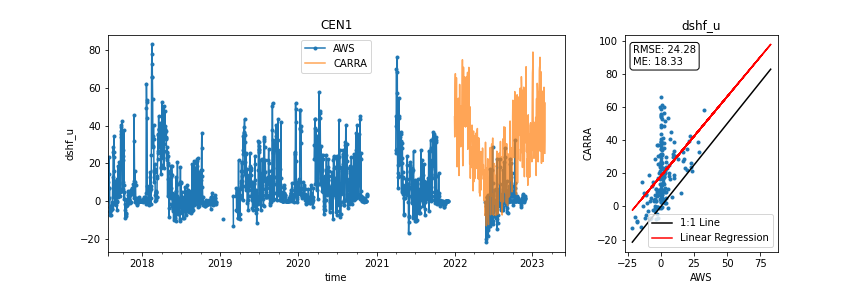 CEN1
dshf_u
80
60
40
20
0
−20
2018
2019
2020
2021
2022
2023
time
AWS
CARRA
dshf_u
RMSE: 24.28
ME: 18.33
CARRA
100
80
60
40
20
0
−20
−25
0
25
50
75
AWS
1:1 Line
Linear Regression